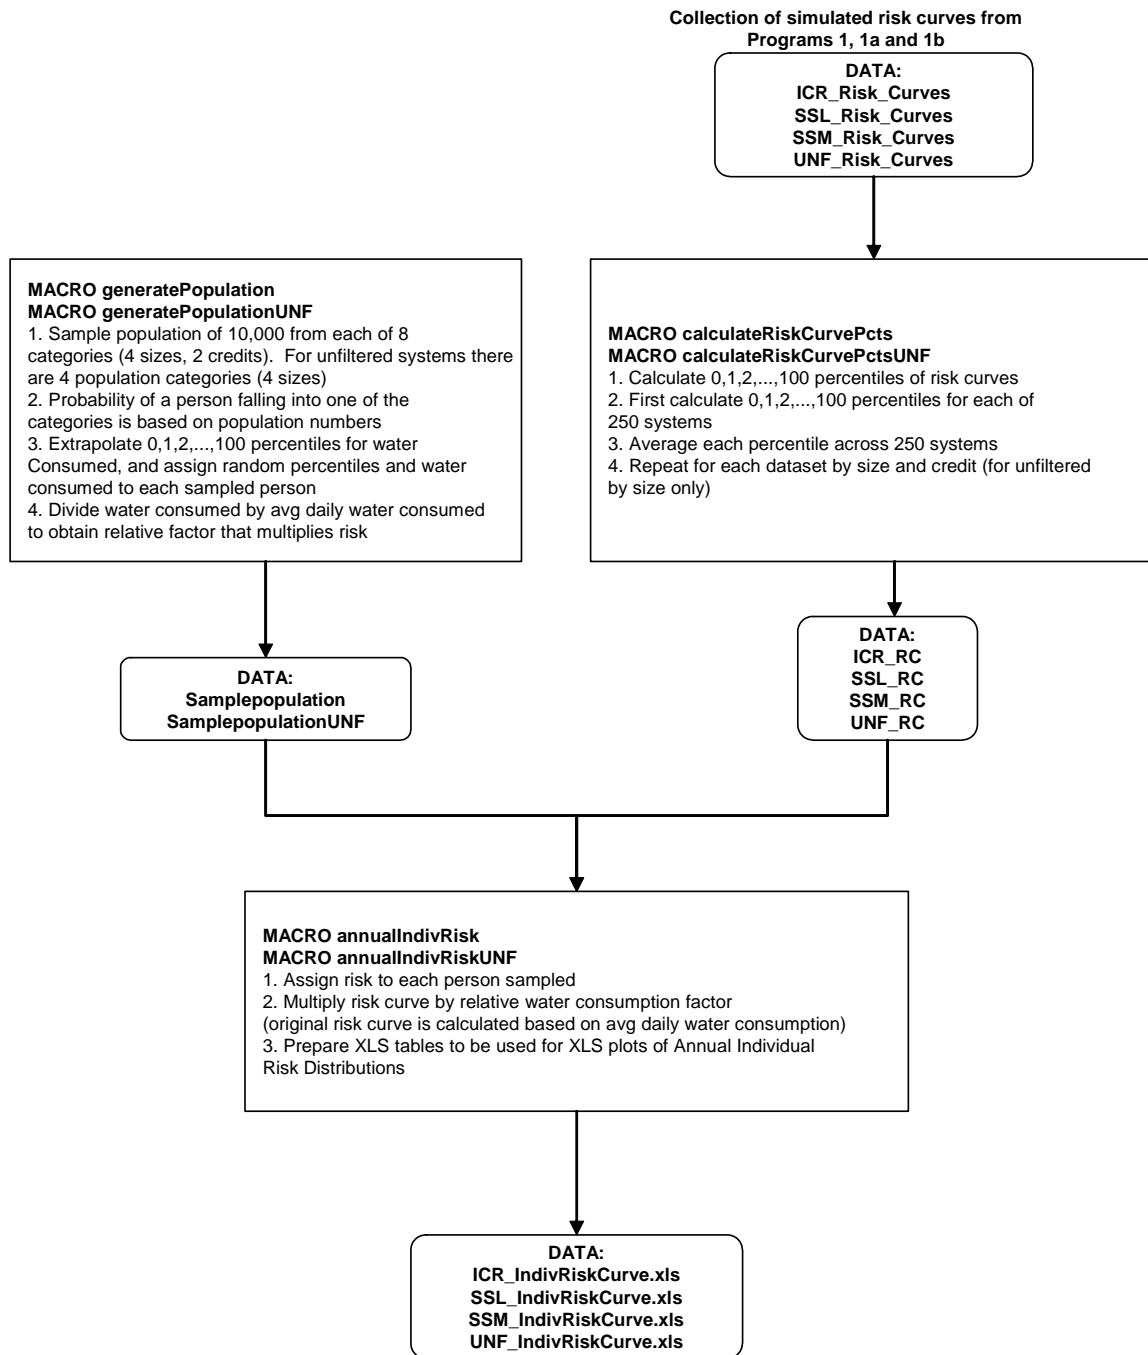 Collection of simulated risk curves from
Programs 1, 1a and 1b
DATA:
ICR_Risk_Curves
SSL_Risk_Curves
SSM_Risk_Curves
UNF_Risk_Curves
MACRO generatePopulation
MACRO generatePopulationUNF
1. Sample population of 10,000 from each of 8
categories (4 sizes, 2 credits).  For unfiltered systems there
are 4 population categories (4 sizes)
2. Probability of a person falling into one of the
categories is based on population numbers
3. Extrapolate 0,1,2,...,100 percentiles for water
Consumed, and assign random percentiles and water
consumed to each sampled person
4. Divide water consumed by avg daily water consumed
to obtain relative factor that multiplies risk
MACRO calculateRiskCurvePcts
MACRO calculateRiskCurvePctsUNF
1. Calculate 0,1,2,...,100 percentiles of risk curves
2. First calculate 0,1,2,...,100 percentiles for each of
250 systems
3. Average each percentile across 250 systems
4. Repeat for each dataset by size and credit (for unfiltered
by size only)
DATA:
Samplepopulation
SamplepopulationUNF
DATA:
ICR_RC
SSL_RC
SSM_RC
UNF_RC
MACRO annualIndivRisk
MACRO annualIndivRiskUNF
1. Assign risk to each person sampled
2. Multiply risk curve by relative water consumption factor
(original risk curve is calculated based on avg daily water consumption)
3. Prepare XLS tables to be used for XLS plots of Annual Individual
Risk Distributions
DATA:
ICR_IndivRiskCurve.xls
SSL_IndivRiskCurve.xls
SSM_IndivRiskCurve.xls
UNF_IndivRiskCurve.xls